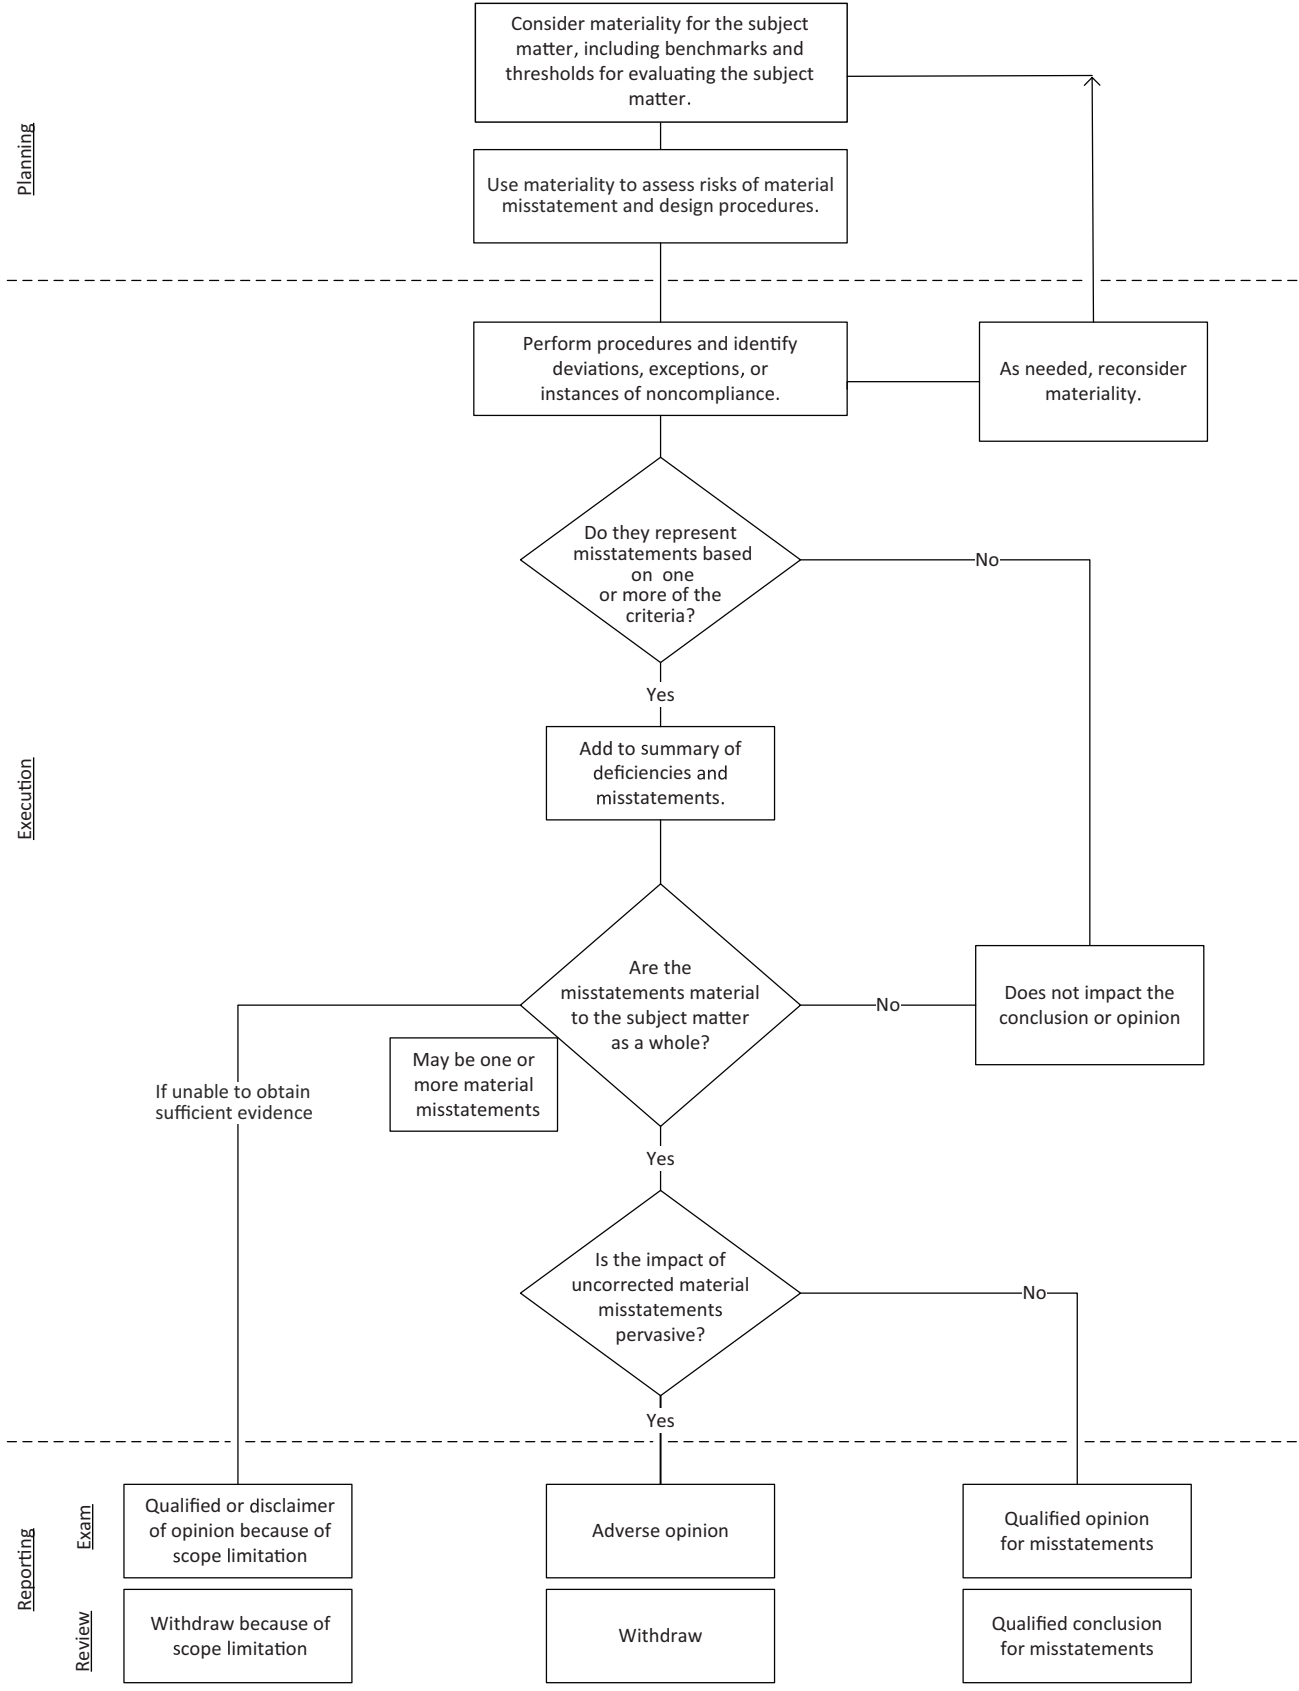 Consider materiality for the subject
matter, including benchmarks and
thresholds for evaluating the subject
matter.
Planning
Use materiality to assess risks of material
misstatement and design procedures.
Perform procedures and identify
deviations, exceptions, or
instances of noncompliance.
As needed, reconsider
materiality.
Do they represent
misstatements based
on one
or more of the
criteria?
No
Yes
Execution
Add to summary of
deficiencies and
misstatements.
Are the
misstatements material
to the subject matter
as a whole?
No
Does not impact the
conclusion or opinion
May be one or
more material
misstatements
If unable to obtain
sufficient evidence
Yes
Is the impact of
uncorrected material
misstatements
pervasive?
No
Yes
Reporting
Exam
Qualified or disclaimer
of opinion because of
scope limitation
Adverse opinion
Qualified opinion
for misstatements
Review
Withdraw because of
scope limitation
Withdraw
Qualified conclusion
for misstatements